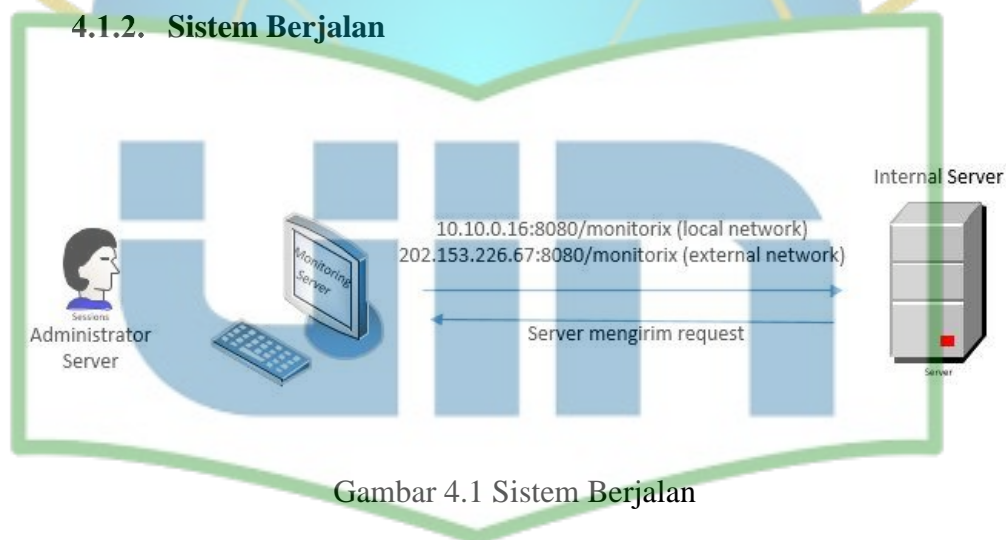 4.1.2. Sistem Berjalan
Internal Server
10.10.0.16:8080/monitorix (local network)
202.153.226.67:8080/monitorix (external network)
Monitoring
Server
Server mengirim request
Sessions
Administrator
Server
Server
uin
Gambar 4.1 Sistem Berjalan